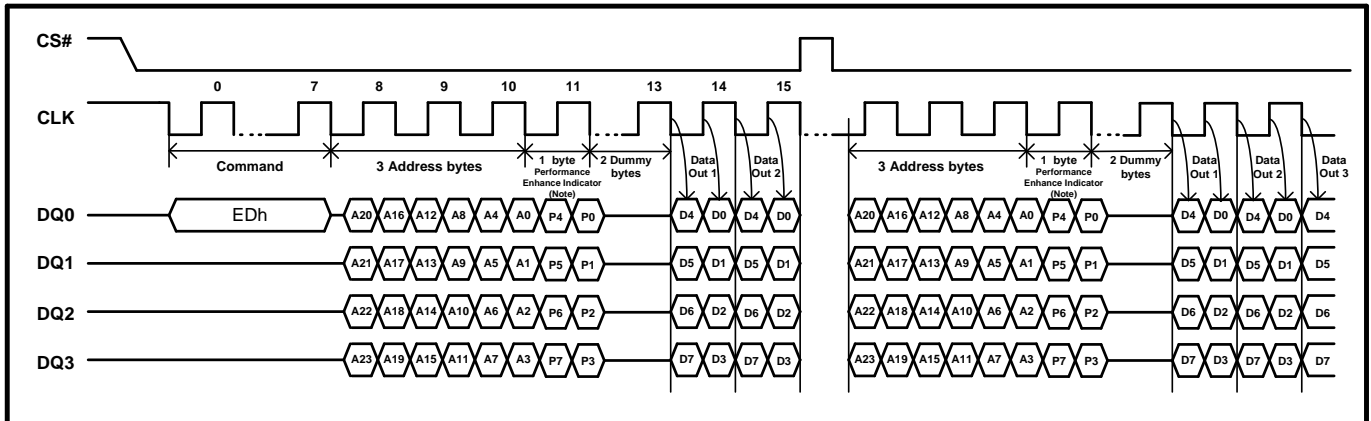 CS#
0 7 8 9 10 11 13 14 15
CLK
Command 3 Address bytes 1 byte 2 Dummy Data Data 3 Address bytes 1 byte 2 Dummy Data Data Data
Performance bytes Out 1 Out 2 Performance bytes Out 1 Out 2 Out 3
Enhance Indicator Enhance Indicator
(Note) (Note)
DQ0 EDh A20 A16 A12 A8 A4 A0 P4 P0 D4 D0 D4 D0 A20 A16 A12 A8 A4 A0 P4 P0 D4 D0 D4 D0 D4
DQ1 A21 A17 A13 A9 A5 A1 P5 P1 D5 D1 D5 D1 A21 A17 A13 A9 A5 A1 P5 P1 D5 D1 D5 D1 D5
DQ2 A22 A18 A14 A10 A6 A2 P6 P2 D6 D2 D6 D2 A22 A18 A14 A10 A6 A2 P6 P2 D6 D2 D6 D2 D6
DQ3 A23 A19 A15 A11 A7 A3 P7 P3 D7 D3 D7 D3 A23 A19 A15 A11 A7 A3 P7 P3 D7 D3 D7 D3 D7